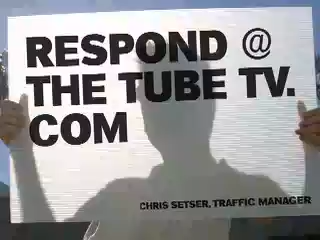 RESPOND @
THE TUBE TV.
COM
CHRIS SETSER, TRAFFIC MANAGER